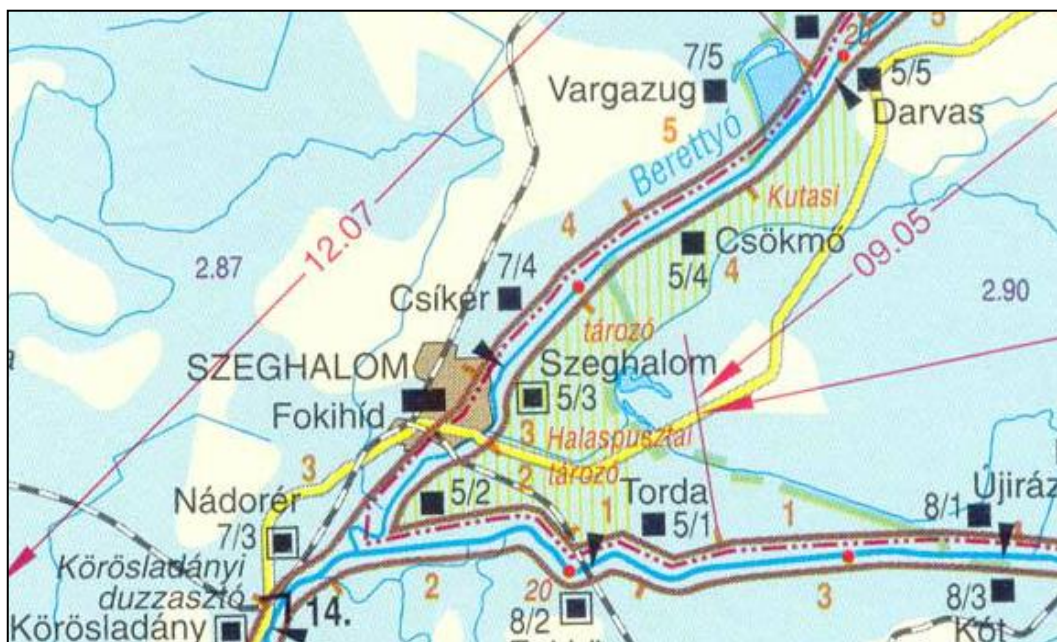 5
20
7/5
5/5
Vargazug
Darvas
5
Berettyó
Kutasi
12.07
4
Csökmő
09.05
2.87
7/4
5/4
4
2.90
Csíkér
tározó
SZEGHALOM
Szeghalom
5/3
Fokihíd
3
Halaspusztai
3
2
tározó
Nádorér
5/2
1
Torda
1
Újiráz
7/3
5/1
8/1
Körösladányi
duzzasztó
2
20
3
14.
8/2
8/3
Körösladány